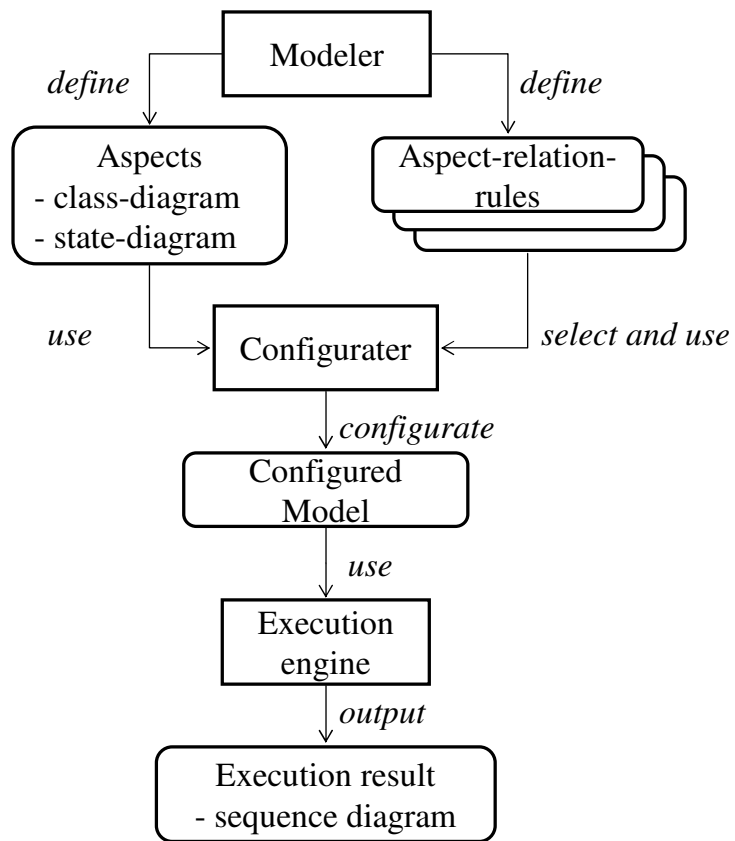 Modeler
define
define
Aspects
- class-diagram
- state-diagram
Aspect-relation-
rules
use
Configurater
select and use
configurate
Configured
Model
use
Execution
engine
output
Execution result
- sequence diagram